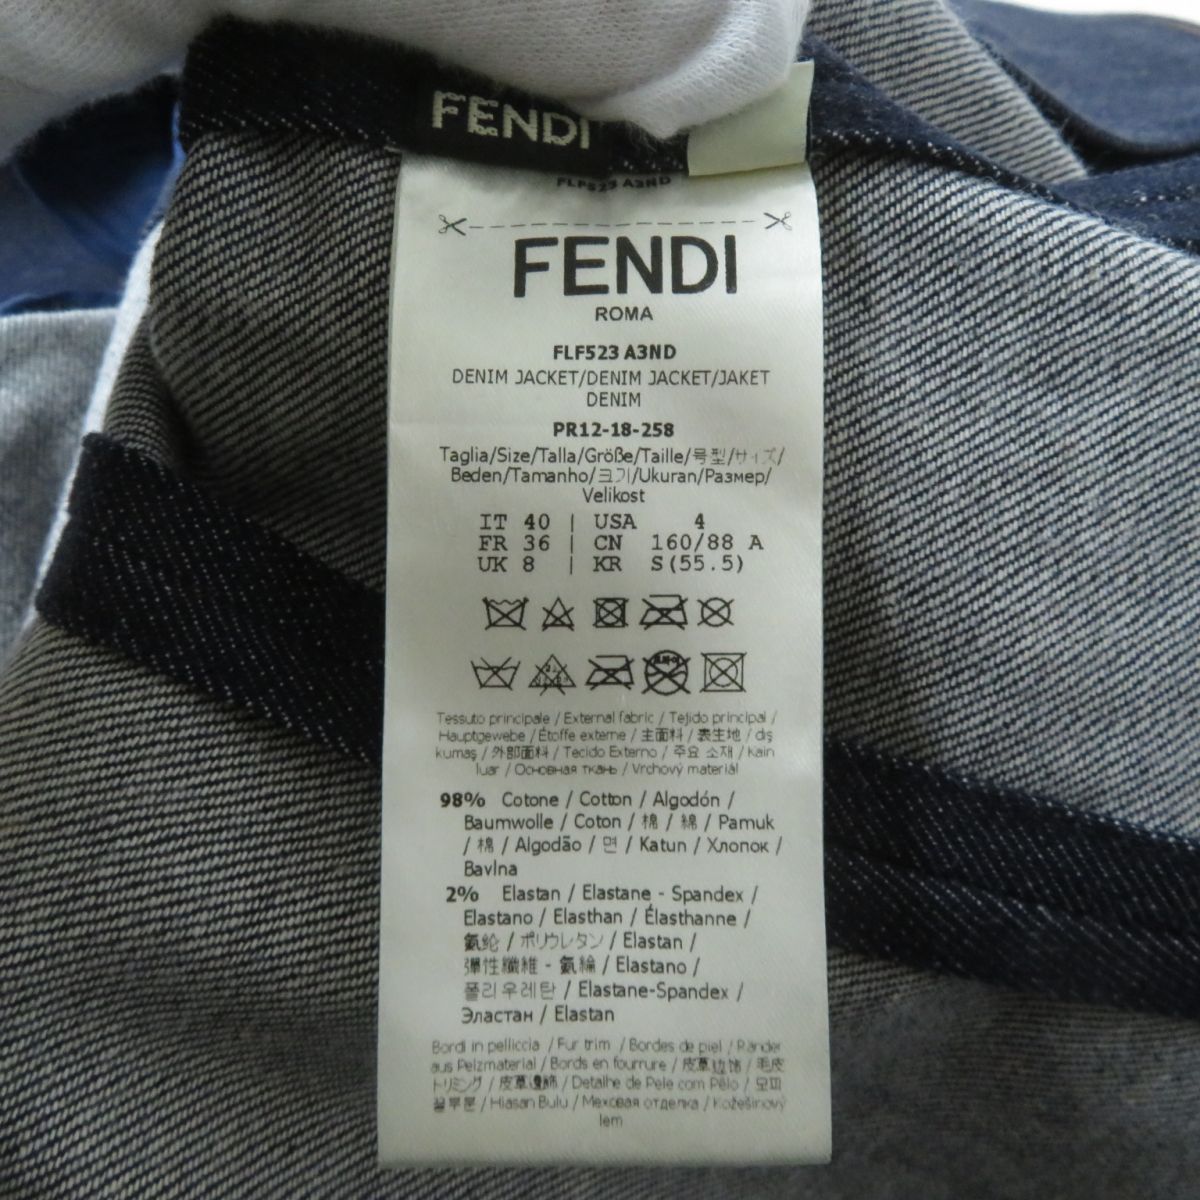 FENDI
FLF523 A3ND
FENDI
ROMA
FLF523 A3ND
DENIM JACKET/DENIM JACKET/JAKET
DENIM
PR12-18-258
Taglia/Size/Talla/Größe/Taille/号型/サイズ/
Beden/Tamanho/크기/Ukuran/Размер/
Velikost
IT 40 | USA 4
FR 36 | CN 160/88 A
UK 8 | KR S(55.5)
Tessuto principale / External fabric / Tejido principal /
Hauptgewebe / Étoffe externe / 主面料 / 表生地 / dış
kumaş / 外部面料 / Tecido Externo / 주요 소재 / Kain
luar / Основная ткань / Vrchový materiál
98% Cotone / Cotton / Algodón /
Baumwolle / Coton / 棉 / 綿 / Pamuk
/ 棉 / Algodão / 면 / Katun / Хлопок /
Bavlna
2% Elastan / Elastane - Spandex /
Elastano / Elasthan / Élasthanne /
氨纶 / ポリウレタン / Elastan /
彈性纖維 - 氨綸 / Elastano /
폴리우레탄 / Elastane-Spandex /
Эластан / Elastan
Bordi in pelliccia / Fur trim / Bordes de piel / Ränder
aus Pelzmaterial / Bords en fourrure / 皮草边饰 / 毛皮
トリミング / 皮草邊飾 / Detalhe de Pele com Pêlo / 모피
끝부분 / Hiasan Bulu / Меховая отделка / Kožešinový
lem